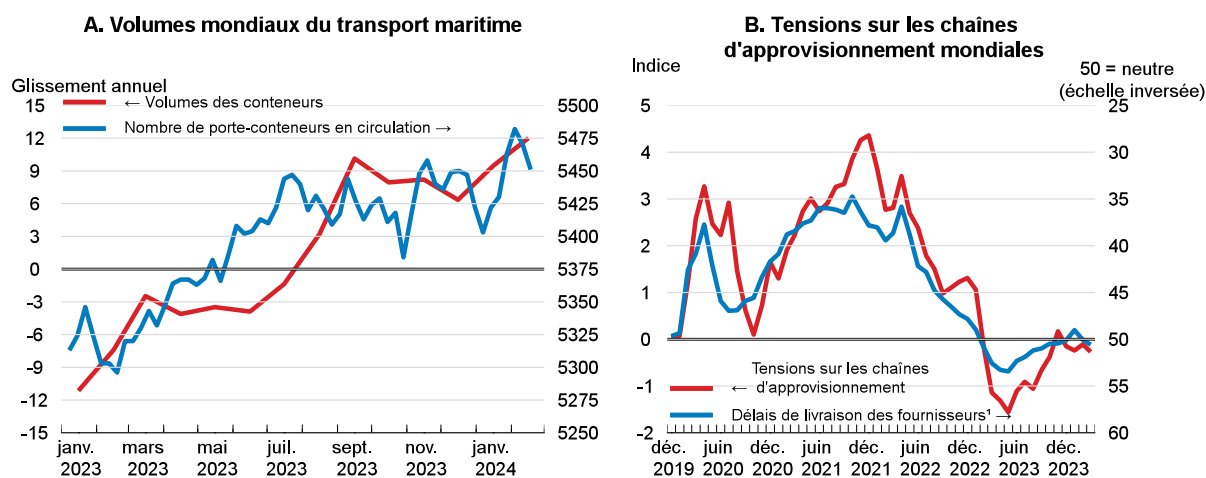 A. Volumes mondiaux du transport maritime
Glissement annuel
← Volumes des conteneurs
Nombre de porte-conteneurs en circulation →
15
12
9
6
3
0
-3
-6
-9
-12
-15
5500
5475
5450
5425
5400
5375
5350
5325
5300
5275
5250
janv. mars mai juil. sept. nov. janv.
2023 2023 2023 2023 2023 2023 2024
B. Tensions sur les chaînes
d'approvisionnement mondiales
Indice
50 = neutre
(échelle inversée)
5
4
3
2
1
0
-1
-2
25
30
35
40
45
50
55
60
Tensions sur les chaînes
← d'approvisionnement
Délais de livraison des fournisseurs¹ →
déc. juin déc. juin déc. juin déc. juin déc.
2019 2020 2020 2021 2021 2022 2022 2023 2023